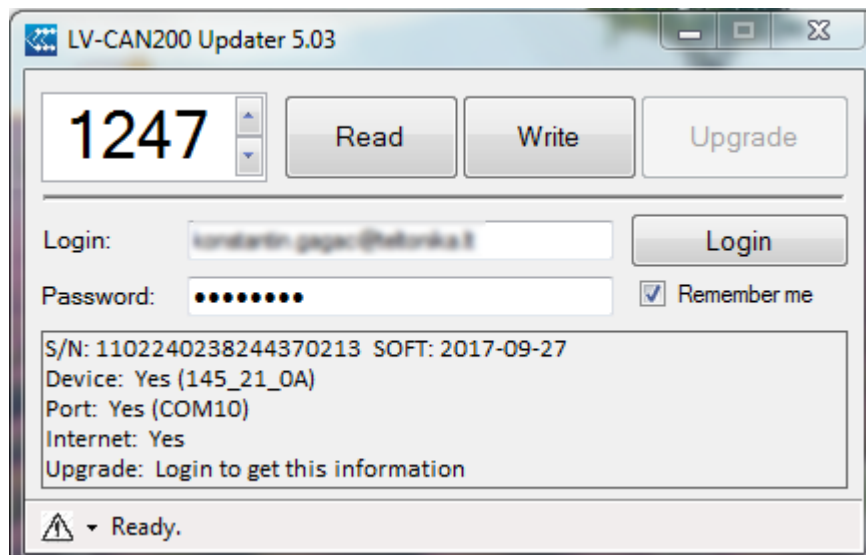 LV-CAN200 Updater 5.03
1247 Read Write Upgrade
Login: Login
Password: •••••••• Remember me
S/N: 1102240238244370213 SOFT: 2017-09-27
Device: Yes (145_21_0A)
Port: Yes (COM10)
Internet: Yes
Upgrade: Login to get this information
Ready.